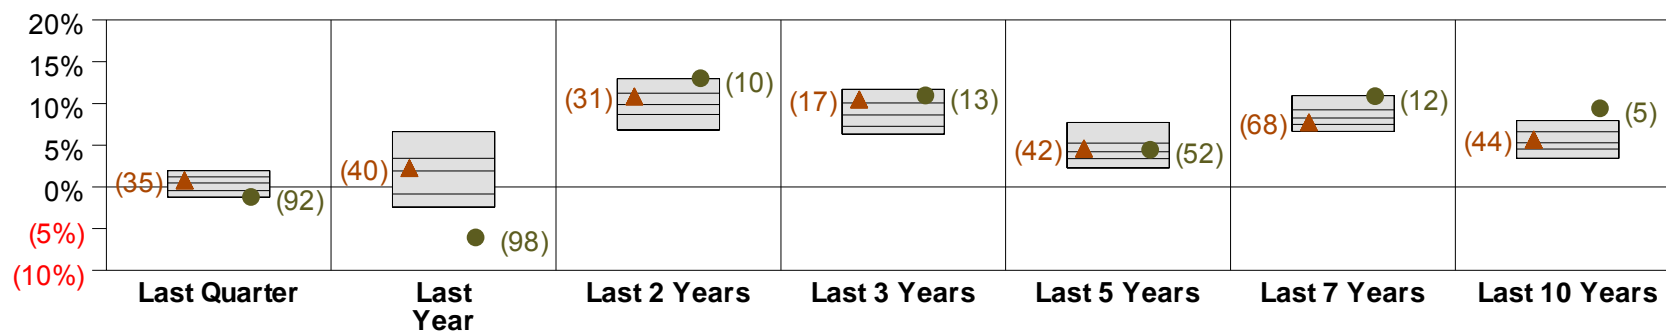 20%
15%
10%
5%
0%
(5%)
(10%)
(35)
(92)
(40)
(98)
(31)
(10)
(17)
(13)
(42)
(52)
(68)
(12)
(44)
(5)
Last Quarter
Last
Year
Last 2 Years
Last 3 Years
Last 5 Years
Last 7 Years
Last 10 Years